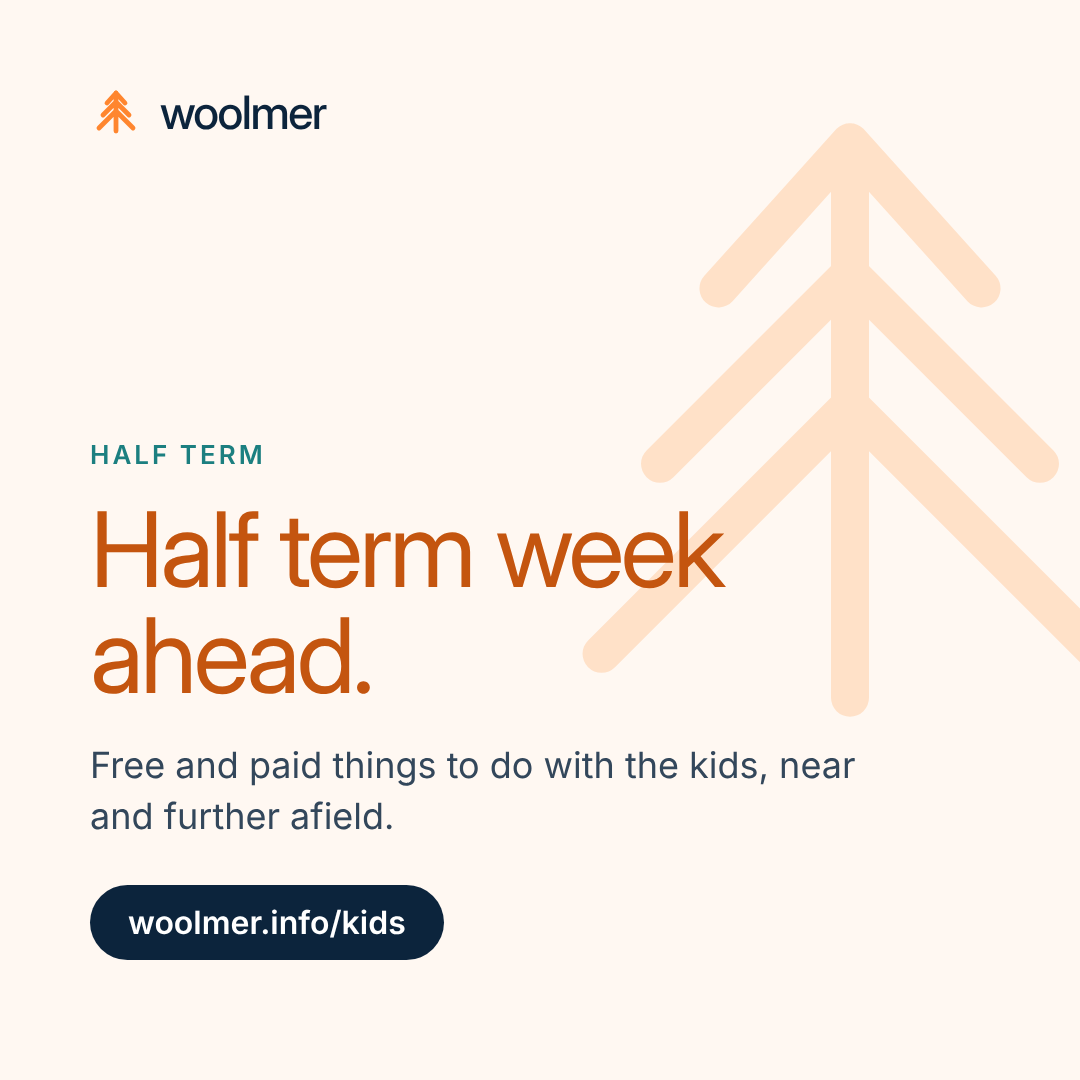 woolmer
HALF TERM
Half term week
ahead.
Free and paid things to do with the kids, near
and further afield.
woolmer.info/kids